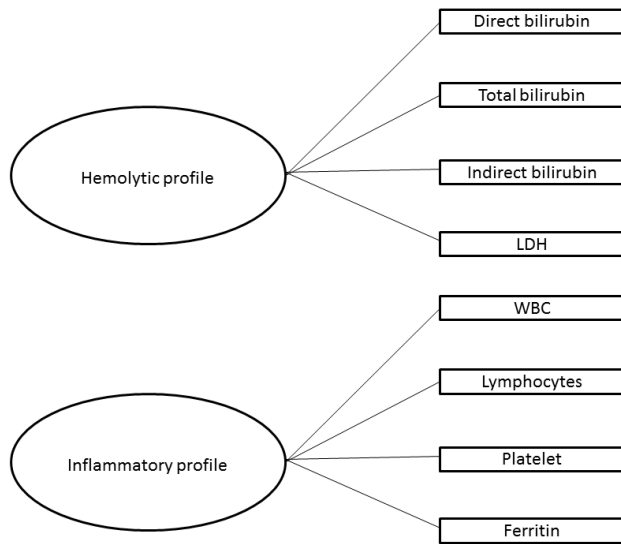 Direct bilirubin
Total bilirubin
Hemolytic profile
Indirect bilirubin
LDH
WBC
Lymphocytes
Inflammatory profile
Platelet
Ferritin